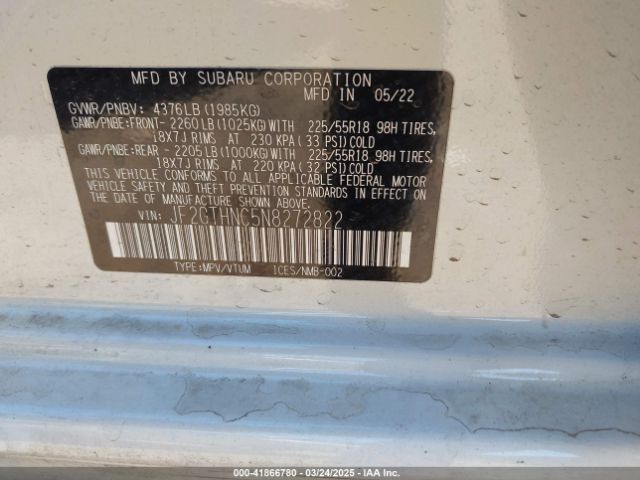 MFD BY SUBARU CORPORATION
MFD IN 05/22
GVWR/PNBV: 4376LB(1985KG)
GAWR/PNBE:FRONT-2260LB(1025KG)WITH 225/55R18 98H TIRES,
18X7J RIMS AT 230 KPA(33 PSI)COLD
GAWR/PNBE:REAR - 2205LB(1000KG)WITH 225/55R18 98H TIRES,
18X7J RIMS AT 220 KPA(32 PSI)COLD
THIS VEHICLE CONFORMS TO ALL APPLICABLE FEDERAL MOTOR
VEHICLE SAFETY AND THEFT PREVENTION STANDARDS IN EFFECT ON
THE DATE OF MANUFACTURE SHOWN ABOVE.
VIN: JF2GTHNC5N8272822
TYPE:MPV/VTUM ICES/NMB-002
000-41866780 - 03/24/2025 - IAA Inc.